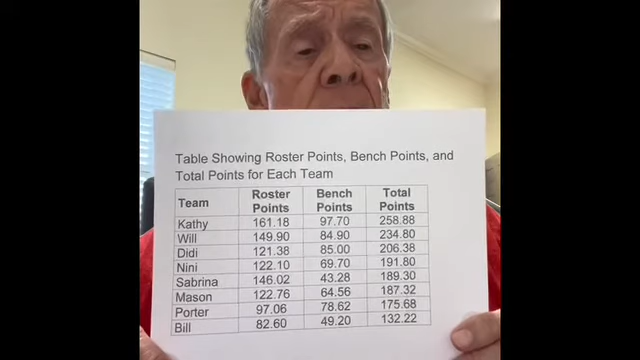 Table Showing Roster Points, Bench Points, and
Total Points for Each Team
Team Roster Points Bench Points Total Points
Kathy 161.18 97.70 258.88
Will 149.90 84.90 234.80
Didi 121.38 85.00 206.38
Nini 122.10 69.70 191.80
Sabrina 146.02 43.28 189.30
Mason 122.76 64.56 187.32
Porter 97.06 78.62 175.68
Bill 82.60 49.20 132.22